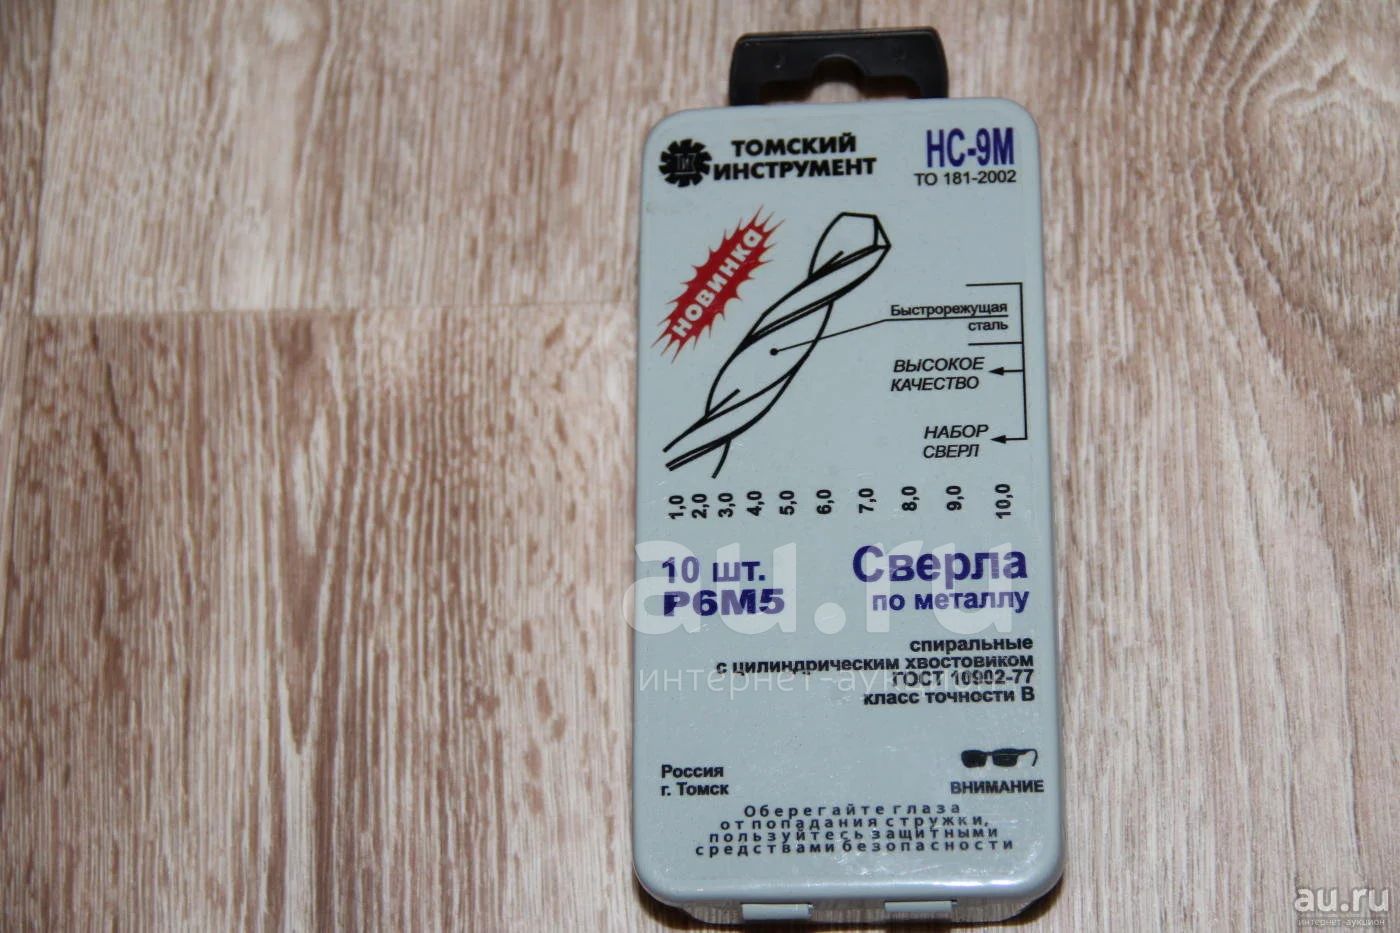 ТОМСКИЙ
ИНСТРУМЕНТ
НС-9М
ТО 181-2002
НОВИНКА
Быстрорежущая
сталь
ВЫСОКОЕ
КАЧЕСТВО
НАБОР
СВЕРЛ
1,0 2,0 3,0 4,0 5,0 6,0 7,0 8,0 9,0 10,0
10 шт.
Р6М5
Сверла
по металлу
спиральные
с цилиндрическим хвостовиком
ГОСТ 10902-77
класс точности В
Россия
г. Томск
ВНИМАНИЕ
Оберегайте глаза
от попадания стружки,
пользуйтесь защитными
средствами безопасности
au.ru
интернет-аукцион
au.ru
интернет-аукцион